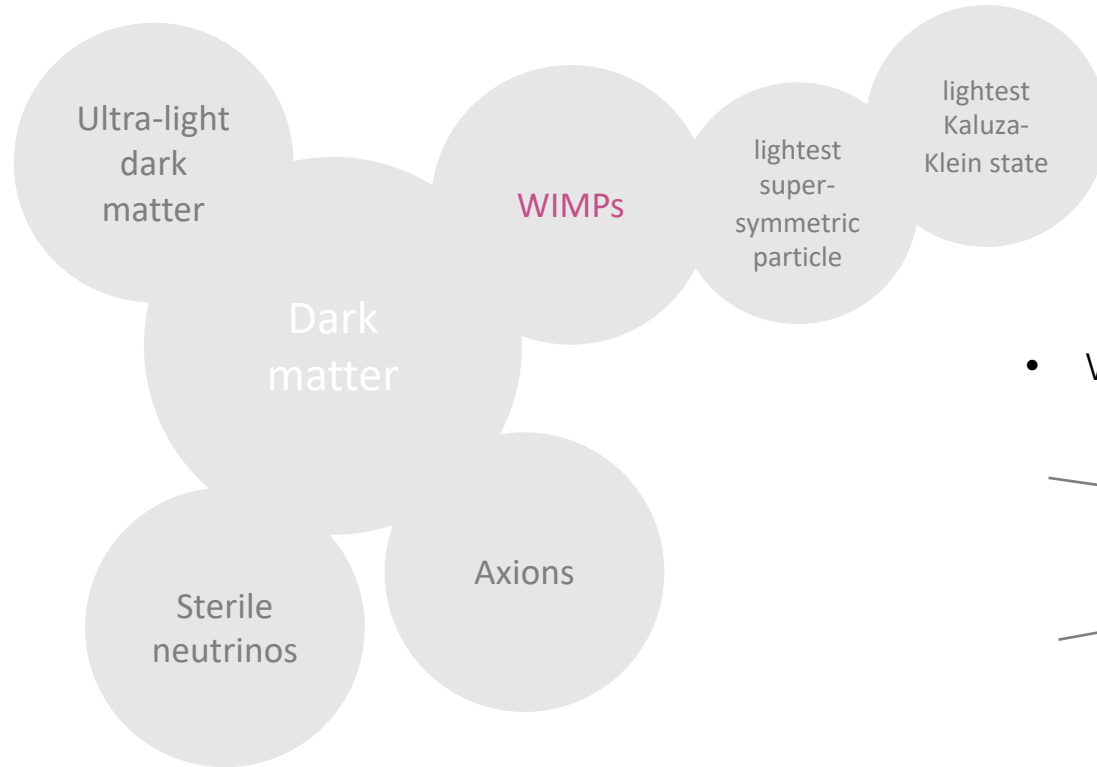 Ultra-light
dark
matter
WIMPs
lightest
super-
symmetric
particle
lightest
Kaluza-
Klein state
Dark
matter
•
Sterile
neutrinos
Axions